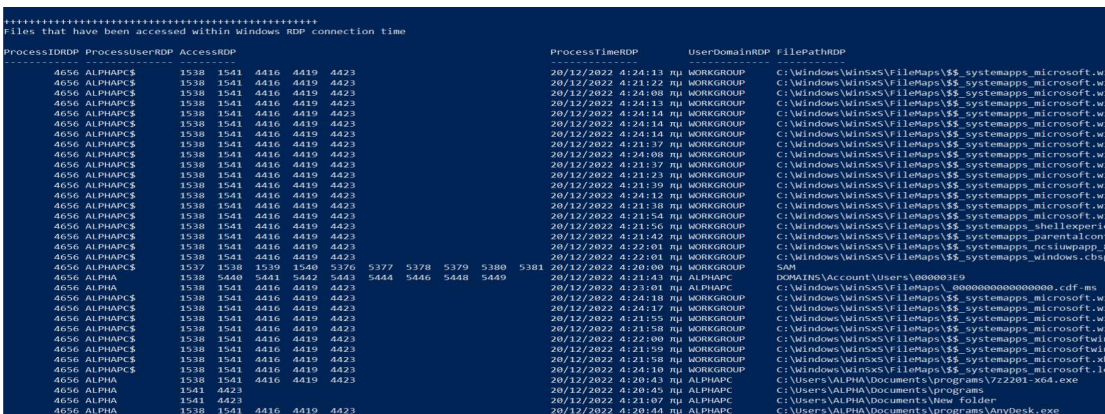 ++++++++++++++++++++++++++++++++++++++++++++++++
Files that have been accessed within Windows RDP connection time
ProcessIDRDP ProcessUserRDP AccessRDP ProcessTimeRDP UserDomainRDP FilePathRDP
------------ -------------- --------- -------------- ------------- -----------
4656 ALPHAPC$ 1538 1541 4416 4419 4423 20/12/2022 4:24:13 πμ WORKGROUP C:\Windows\WinSxS\FileMaps\$$_systemapps_microsoft.w
4656 ALPHAPC$ 1538 1541 4416 4419 4423 20/12/2022 4:21:22 πμ WORKGROUP C:\Windows\WinSxS\FileMaps\$$_systemapps_microsoft.w
4656 ALPHAPC$ 1538 1541 4416 4419 4423 20/12/2022 4:24:08 πμ WORKGROUP C:\Windows\WinSxS\FileMaps\$$_systemapps_microsoft.w
4656 ALPHAPC$ 1538 1541 4416 4419 4423 20/12/2022 4:24:13 πμ WORKGROUP C:\Windows\WinSxS\FileMaps\$$_systemapps_microsoft.w
4656 ALPHAPC$ 1538 1541 4416 4419 4423 20/12/2022 4:24:14 πμ WORKGROUP C:\Windows\WinSxS\FileMaps\$$_systemapps_microsoft.w
4656 ALPHAPC$ 1538 1541 4416 4419 4423 20/12/2022 4:24:14 πμ WORKGROUP C:\Windows\WinSxS\FileMaps\$$_systemapps_microsoft.w
4656 ALPHAPC$ 1538 1541 4416 4419 4423 20/12/2022 4:24:14 πμ WORKGROUP C:\Windows\WinSxS\FileMaps\$$_systemapps_microsoft.w
4656 ALPHAPC$ 1538 1541 4416 4419 4423 20/12/2022 4:21:37 πμ WORKGROUP C:\Windows\WinSxS\FileMaps\$$_systemapps_microsoft.w
4656 ALPHAPC$ 1538 1541 4416 4419 4423 20/12/2022 4:24:08 πμ WORKGROUP C:\Windows\WinSxS\FileMaps\$$_systemapps_microsoft.w
4656 ALPHAPC$ 1538 1541 4416 4419 4423 20/12/2022 4:21:37 πμ WORKGROUP C:\Windows\WinSxS\FileMaps\$$_systemapps_microsoft.w
4656 ALPHAPC$ 1538 1541 4416 4419 4423 20/12/2022 4:21:23 πμ WORKGROUP C:\Windows\WinSxS\FileMaps\$$_systemapps_microsoft.w
4656 ALPHAPC$ 1538 1541 4416 4419 4423 20/12/2022 4:21:39 πμ WORKGROUP C:\Windows\WinSxS\FileMaps\$$_systemapps_microsoft.w
4656 ALPHAPC$ 1538 1541 4416 4419 4423 20/12/2022 4:24:12 πμ WORKGROUP C:\Windows\WinSxS\FileMaps\$$_systemapps_microsoft.w
4656 ALPHAPC$ 1538 1541 4416 4419 4423 20/12/2022 4:21:38 πμ WORKGROUP C:\Windows\WinSxS\FileMaps\$$_systemapps_microsoft.w
4656 ALPHAPC$ 1538 1541 4416 4419 4423 20/12/2022 4:21:54 πμ WORKGROUP C:\Windows\WinSxS\FileMaps\$$_systemapps_microsoft.w
4656 ALPHAPC$ 1538 1541 4416 4419 4423 20/12/2022 4:21:56 πμ WORKGROUP C:\Windows\WinSxS\FileMaps\$$_systemapps_shellexperie
4656 ALPHAPC$ 1538 1541 4416 4419 4423 20/12/2022 4:21:42 πμ WORKGROUP C:\Windows\WinSxS\FileMaps\$$_systemapps_parentalcont
4656 ALPHAPC$ 1538 1541 4416 4419 4423 20/12/2022 4:22:01 πμ WORKGROUP C:\Windows\WinSxS\FileMaps\$$_systemapps_ncsiuwpapp_
4656 ALPHAPC$ 1538 1541 4416 4419 4423 20/12/2022 4:22:01 πμ WORKGROUP C:\Windows\WinSxS\FileMaps\$$_systemapps_windows.cbsp
4656 ALPHAPC$ 1537 1538 1539 1540 5376 5377 5378 5379 5380 5381 20/12/2022 4:20:00 πμ WORKGROUP SAM
4656 ALPHA 1538 5440 5441 5442 5443 5444 5446 5448 5449 20/12/2022 4:21:43 πμ ALPHAPC DOMAINS\Account\Users\000003E9
4656 ALPHA 1538 1541 4416 4419 4423 20/12/2022 4:23:01 πμ ALPHAPC C:\Windows\WinSxS\FileMaps\_0000000000000000.cdf-ms
4656 ALPHAPC$ 1538 1541 4416 4419 4423 20/12/2022 4:24:18 πμ WORKGROUP C:\Windows\WinSxS\FileMaps\$$_systemapps_microsoft.w
4656 ALPHAPC$ 1538 1541 4416 4419 4423 20/12/2022 4:24:17 πμ WORKGROUP C:\Windows\WinSxS\FileMaps\$$_systemapps_microsoft.w
4656 ALPHAPC$ 1538 1541 4416 4419 4423 20/12/2022 4:21:55 πμ WORKGROUP C:\Windows\WinSxS\FileMaps\$$_systemapps_microsoft.w
4656 ALPHAPC$ 1538 1541 4416 4419 4423 20/12/2022 4:21:58 πμ WORKGROUP C:\Windows\WinSxS\FileMaps\$$_systemapps_microsoft.w
4656 ALPHAPC$ 1538 1541 4416 4419 4423 20/12/2022 4:22:00 πμ WORKGROUP C:\Windows\WinSxS\FileMaps\$$_systemapps_microsoftwin
4656 ALPHAPC$ 1538 1541 4416 4419 4423 20/12/2022 4:21:59 πμ WORKGROUP C:\Windows\WinSxS\FileMaps\$$_systemapps_microsoftwin
4656 ALPHAPC$ 1538 1541 4416 4419 4423 20/12/2022 4:21:58 πμ WORKGROUP C:\Windows\WinSxS\FileMaps\$$_systemapps_microsoft.xb
4656 ALPHAPC$ 1538 1541 4416 4419 4423 20/12/2022 4:24:10 πμ WORKGROUP C:\Windows\WinSxS\FileMaps\$$_systemapps_microsoft.lo
4656 ALPHA 1538 1541 4416 4419 4423 20/12/2022 4:20:43 πμ ALPHAPC C:\Users\ALPHA\Documents\programs\7z2201-x64.exe
4656 ALPHA 1541 4423 20/12/2022 4:20:45 πμ ALPHAPC C:\Users\ALPHA\Documents\programs
4656 ALPHA 1541 4423 20/12/2022 4:21:07 πμ ALPHAPC C:\Users\ALPHA\Documents\New folder
4656 ALPHA 1538 1541 4416 4419 4423 20/12/2022 4:20:44 πμ ALPHAPC C:\Users\ALPHA\Documents\programs\AnyDesk.exe